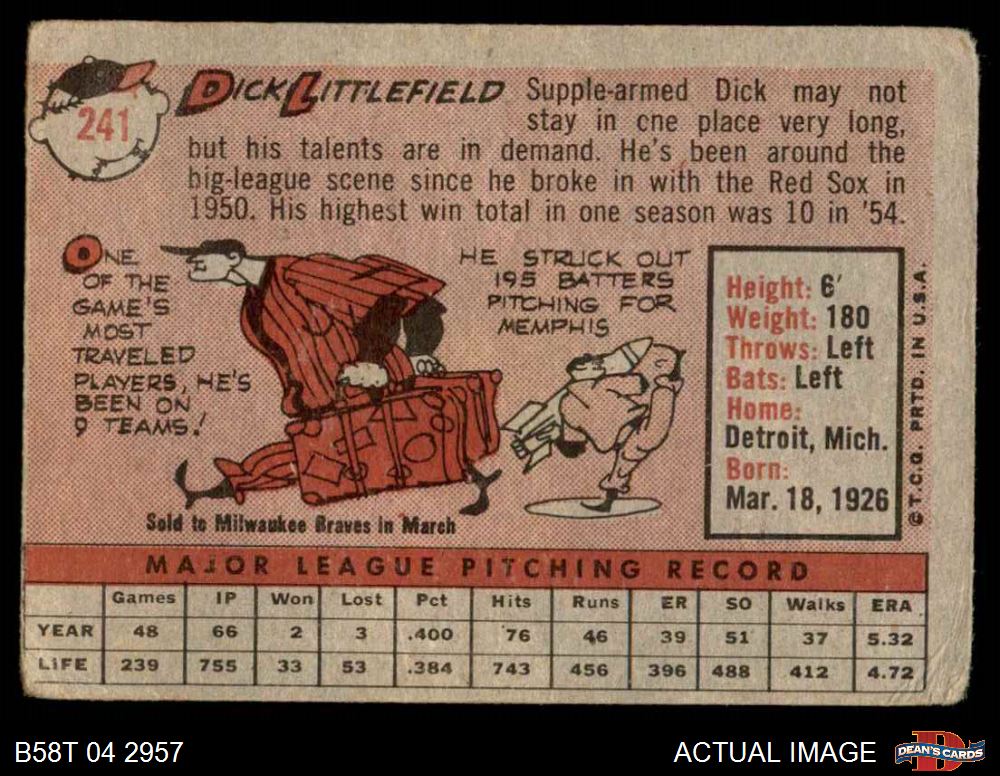 241
DICK LITTLEFIELD
Supple-armed Dick may not
stay in one place very long,
but his talents are in demand. He's been around the
big-league scene since he broke in with the Red Sox in
1950. His highest win total in one season was 10 in '54.
ONE
OF THE
GAME'S
MOST
TRAVELED
PLAYERS, HE'S
BEEN ON
9 TEAMS!
HE STRUCK OUT
195 BATTERS
PITCHING FOR
MEMPHIS
Sold to Milwaukee Braves in March
Height: 6'
Weight: 180
Throws: Left
Bats: Left
Home:
Detroit, Mich.
Born:
Mar. 18, 1926
© T.C.G. PRTD. IN U.S.A.
MAJOR LEAGUE PITCHING RECORD
Games IP Won Lost Pct Hits Runs ER SO Walks ERA
YEAR 48 66 2 3 .400 76 46 39 51 37 5.32
LIFE 239 755 33 53 .384 743 456 396 488 412 4.72
B58T 04 2957
ACTUAL IMAGE
D
DEAN'S CARDS